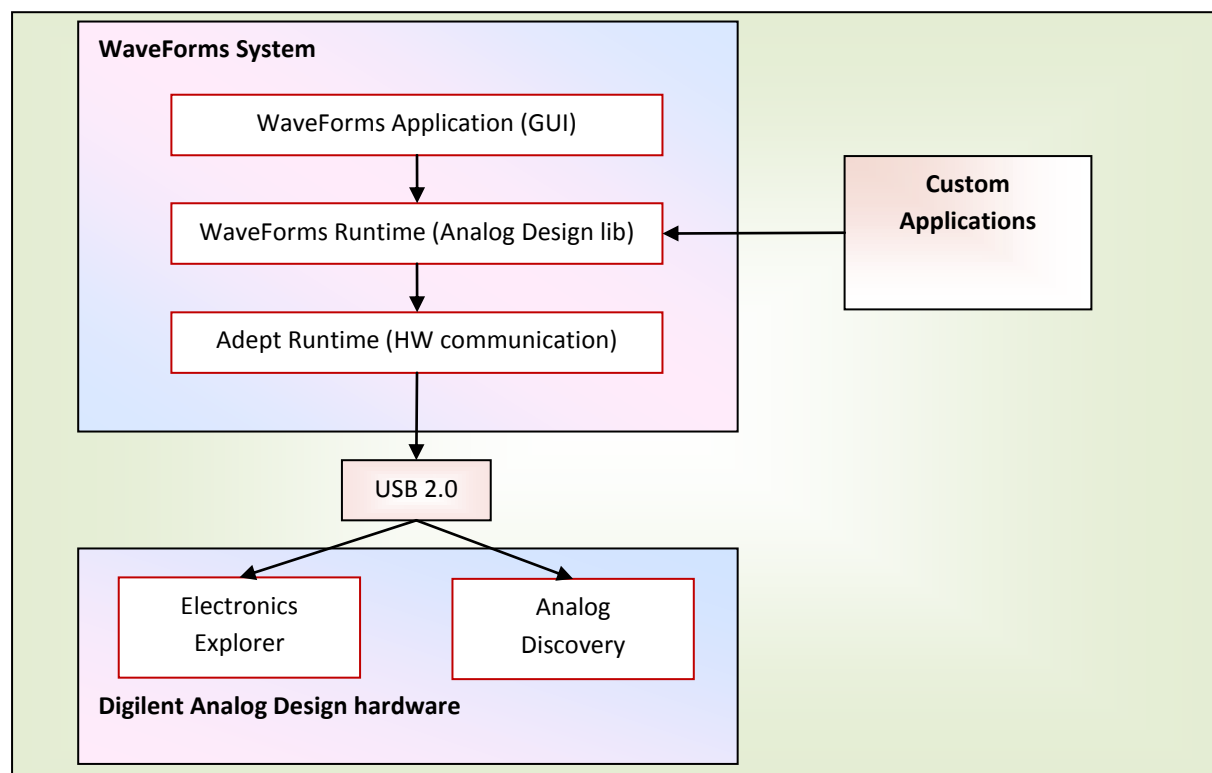 WaveForms System
WaveForms Application (GUI)
WaveForms Runtime (Analog Design lib)
Custom
Applications
Adept Runtime (HW communication)
USB 2.0
Electronics
Explorer
Analog
Discovery
Digilent Analog Design hardware